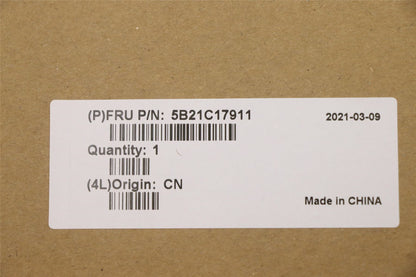 (P)FRU P/N: 5B21C17911
2021-03-09
Quantity: 1
(4L)Origin: CN
Made in CHINA